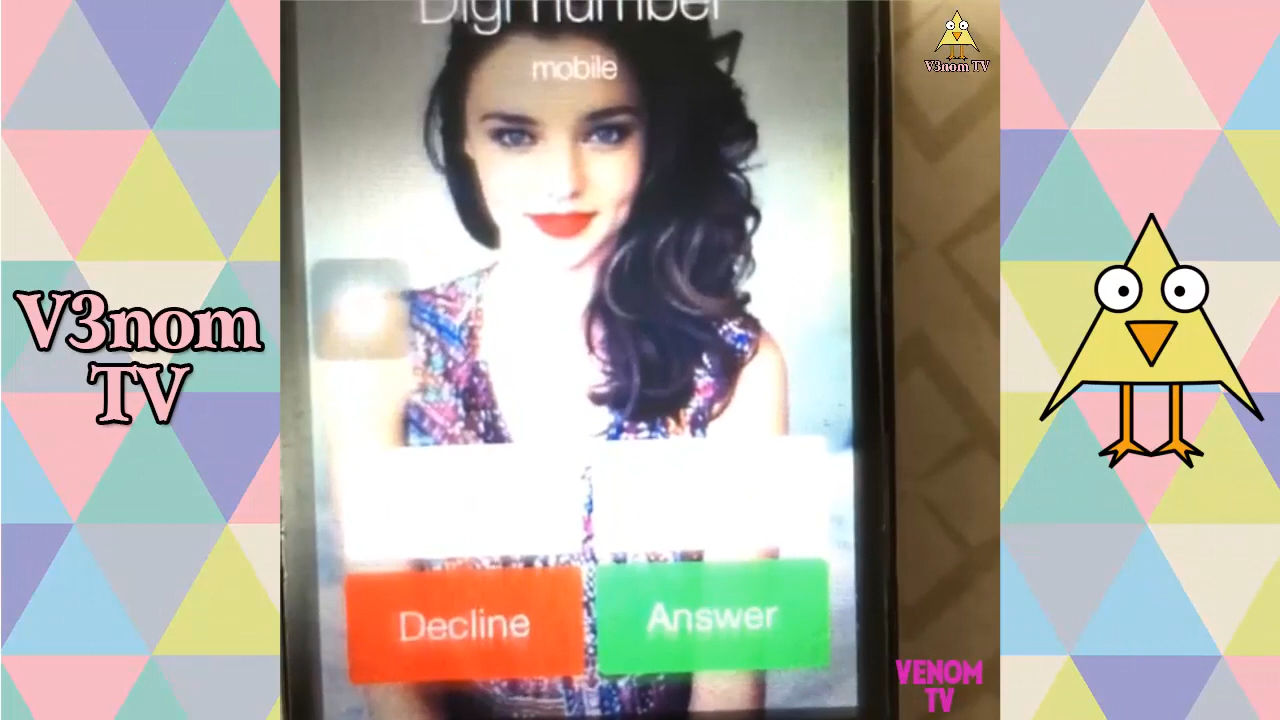 Digi number
mobile
V3nom TV
V3nom
TV
Decline
Answer
VENOM
TV